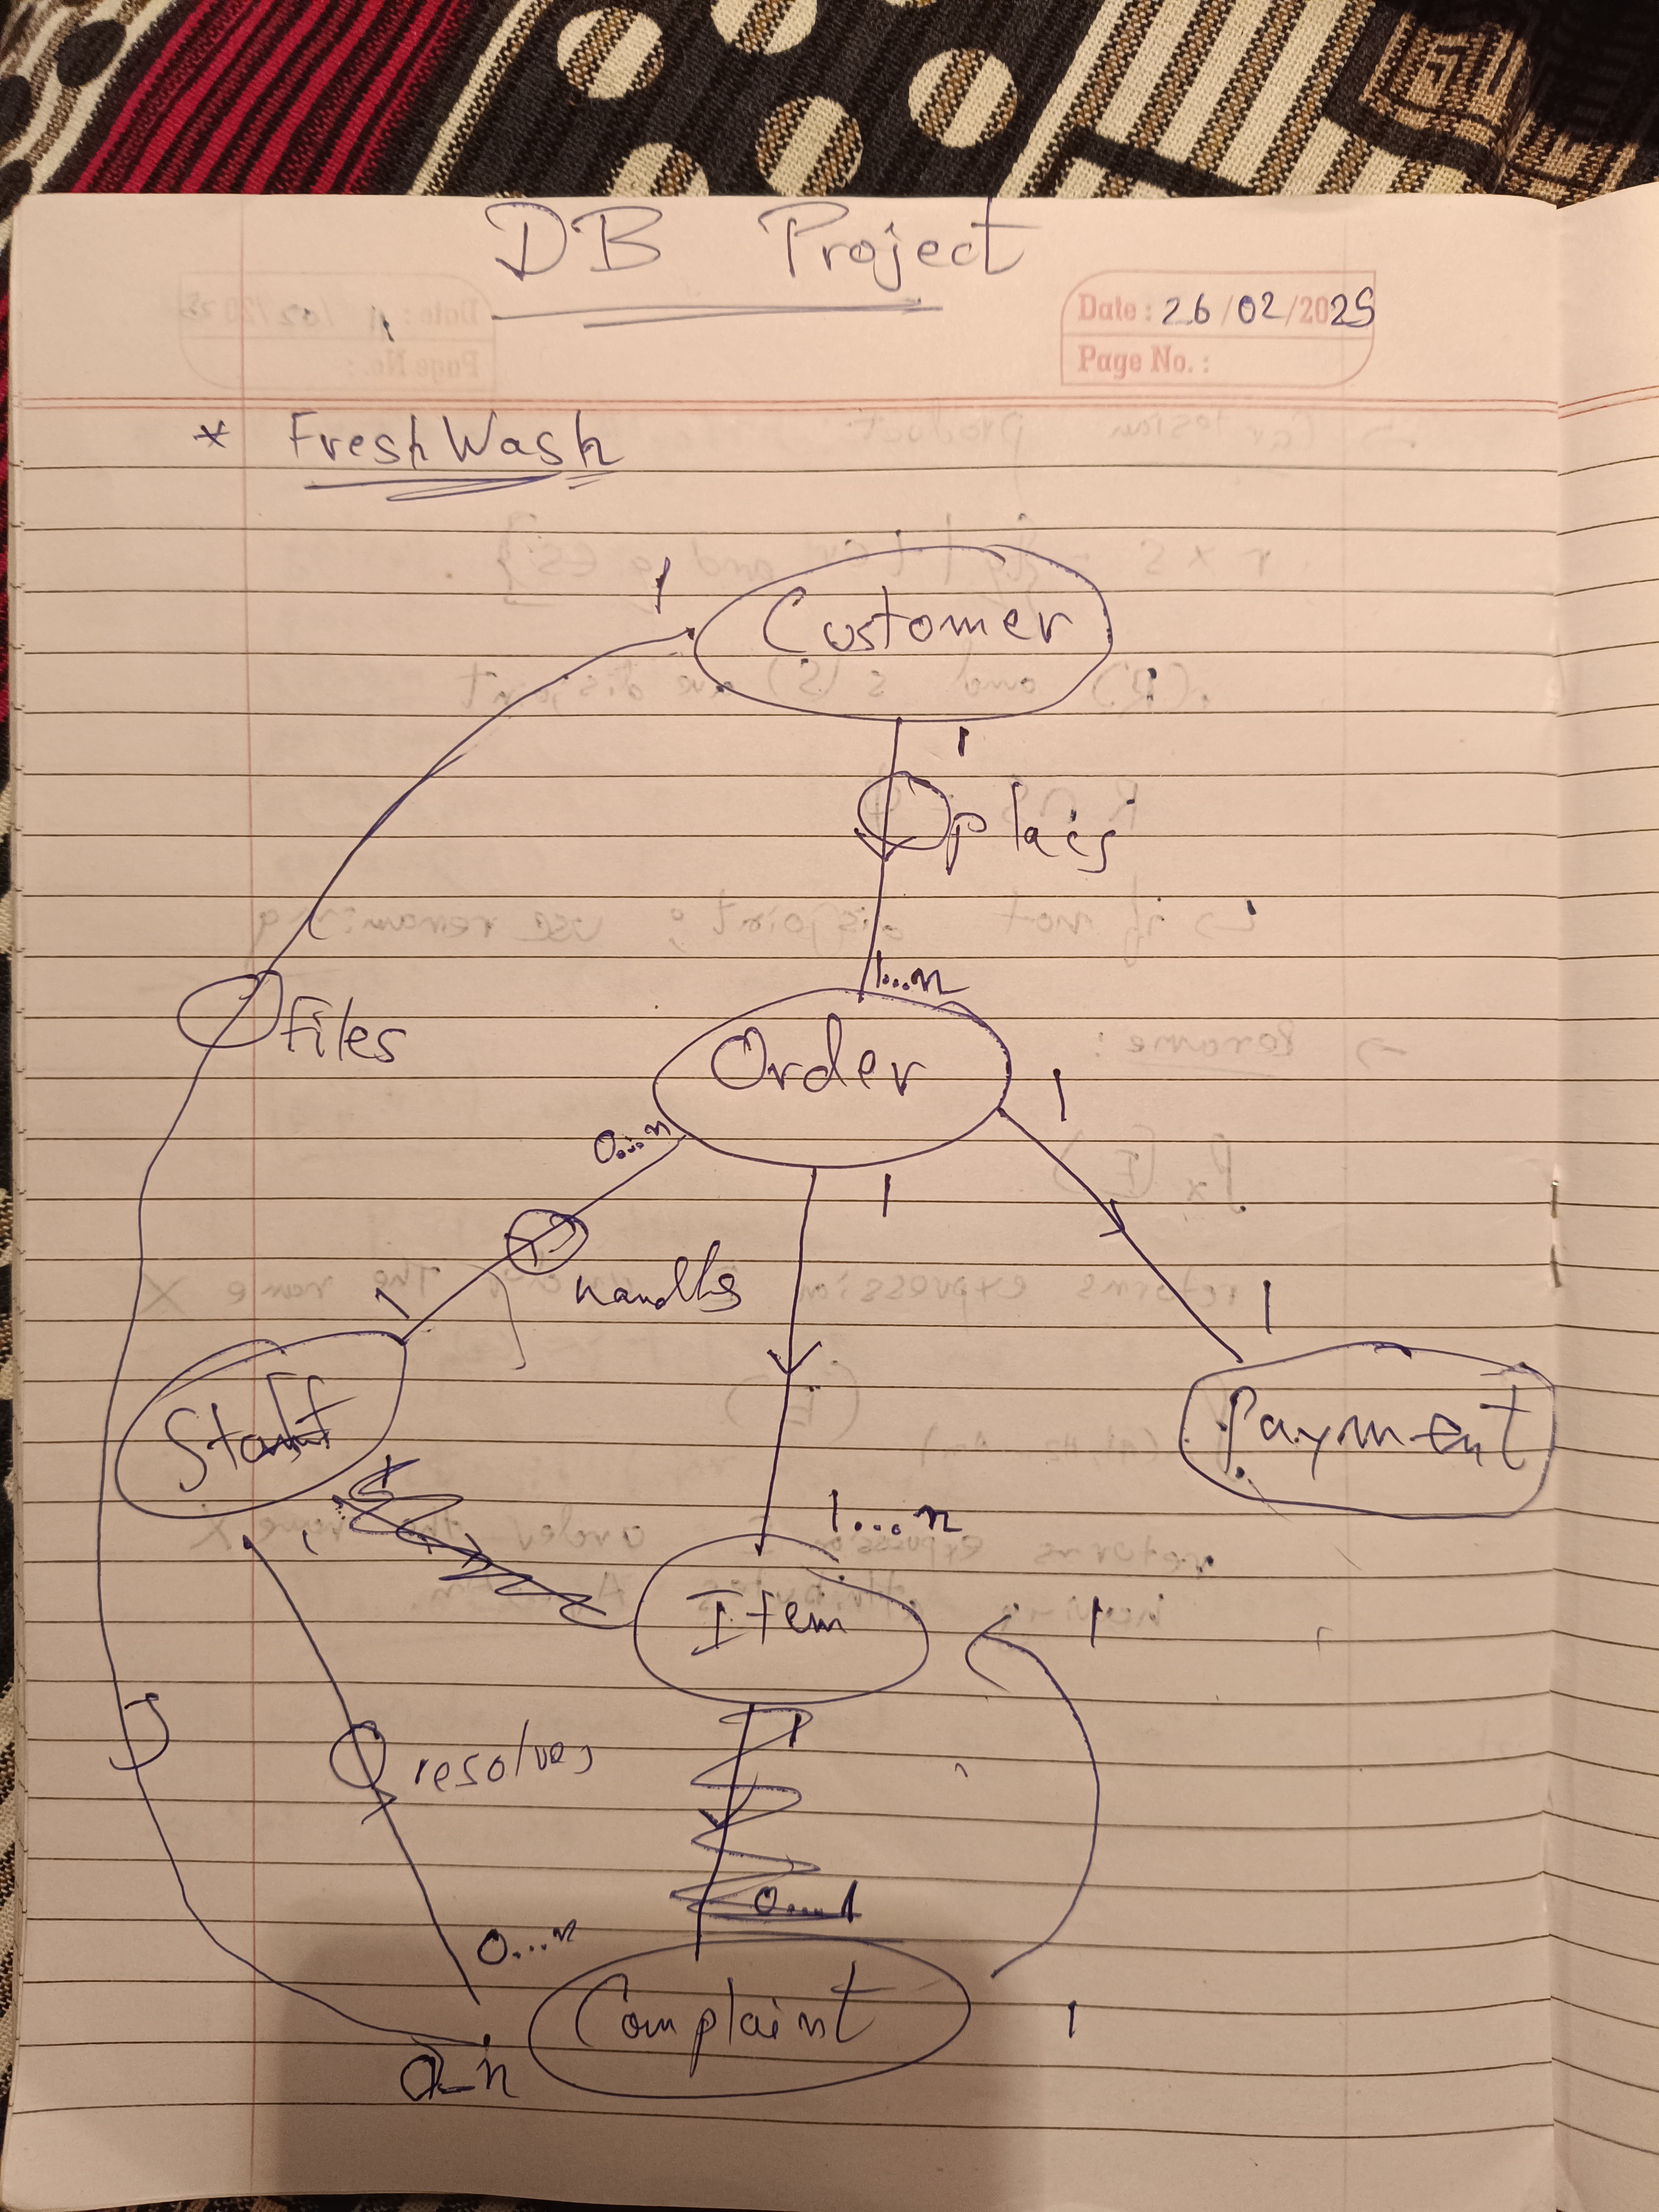 DB Project
Date : 26/02/2025
Page No. :
* FreshWash
1
Customer
1
places
1...n
files
Order
1
0...n
1
handles
1
1
Staff
Payment
1
1...n
Item
1
1
resolves
0...1
0...n
Complaint
1
0-n